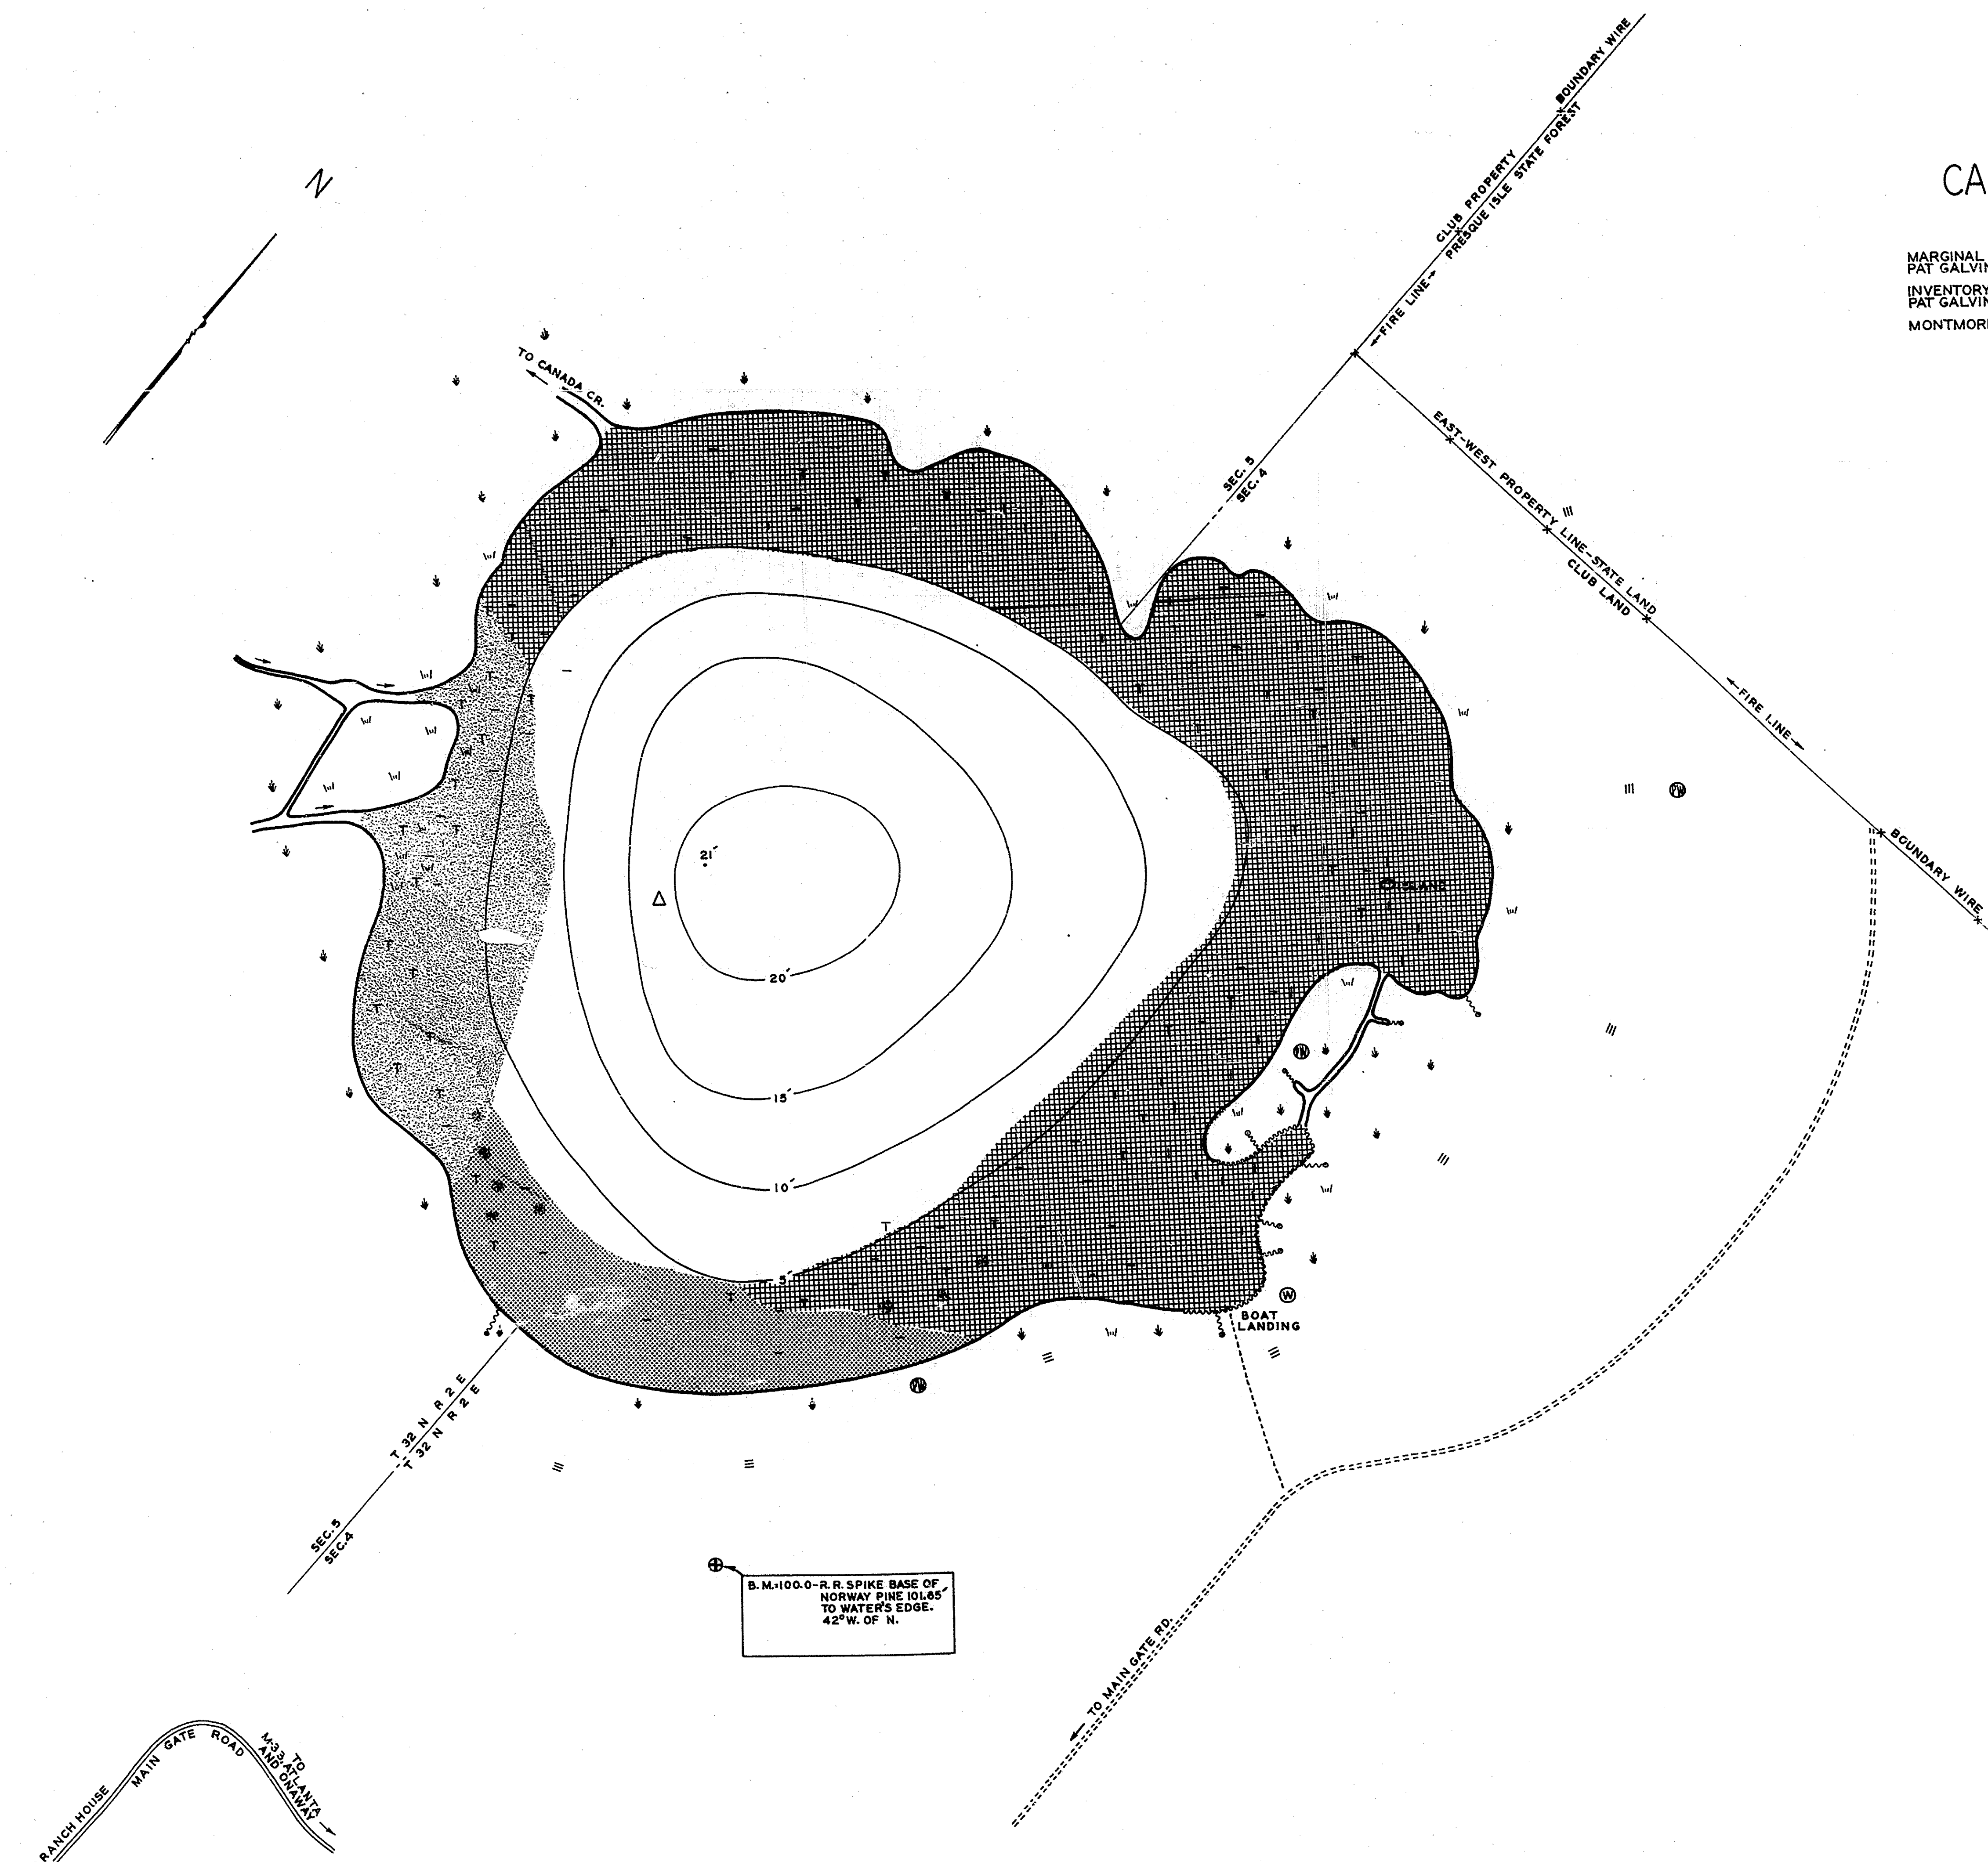 N
BOUNDARY WIRE
CLUB PROPERTY
PRESQUE ISLE STATE FOREST
FIRE LINE
CA
MARGINAL
PAT GALVIN
INVENTORY
PAT GALVIN
MONTMOR
TO CANADA CR.
SEC. 5
SEC. 4
EAST-WEST PROPERTY LINE-STATE LAND
CLUB LAND
FIRE LINE
BOUNDARY WIRE
PW
21'
ISLAND
20'
15'
10'
5'
PW
W
BOAT
LANDING
PW
T 32 N R 2 E
T 32 N R 2 E
SEC. 5
SEC. 4
B.M.=100.0-R.R. SPIKE BASE OF
NORWAY PINE 101.65'
TO WATER'S EDGE.
42° W. OF N.
TO MAIN GATE RD.
RANCH HOUSE
MAIN GATE ROAD
TO
M-33, ATLANTA
AND ONAWAY